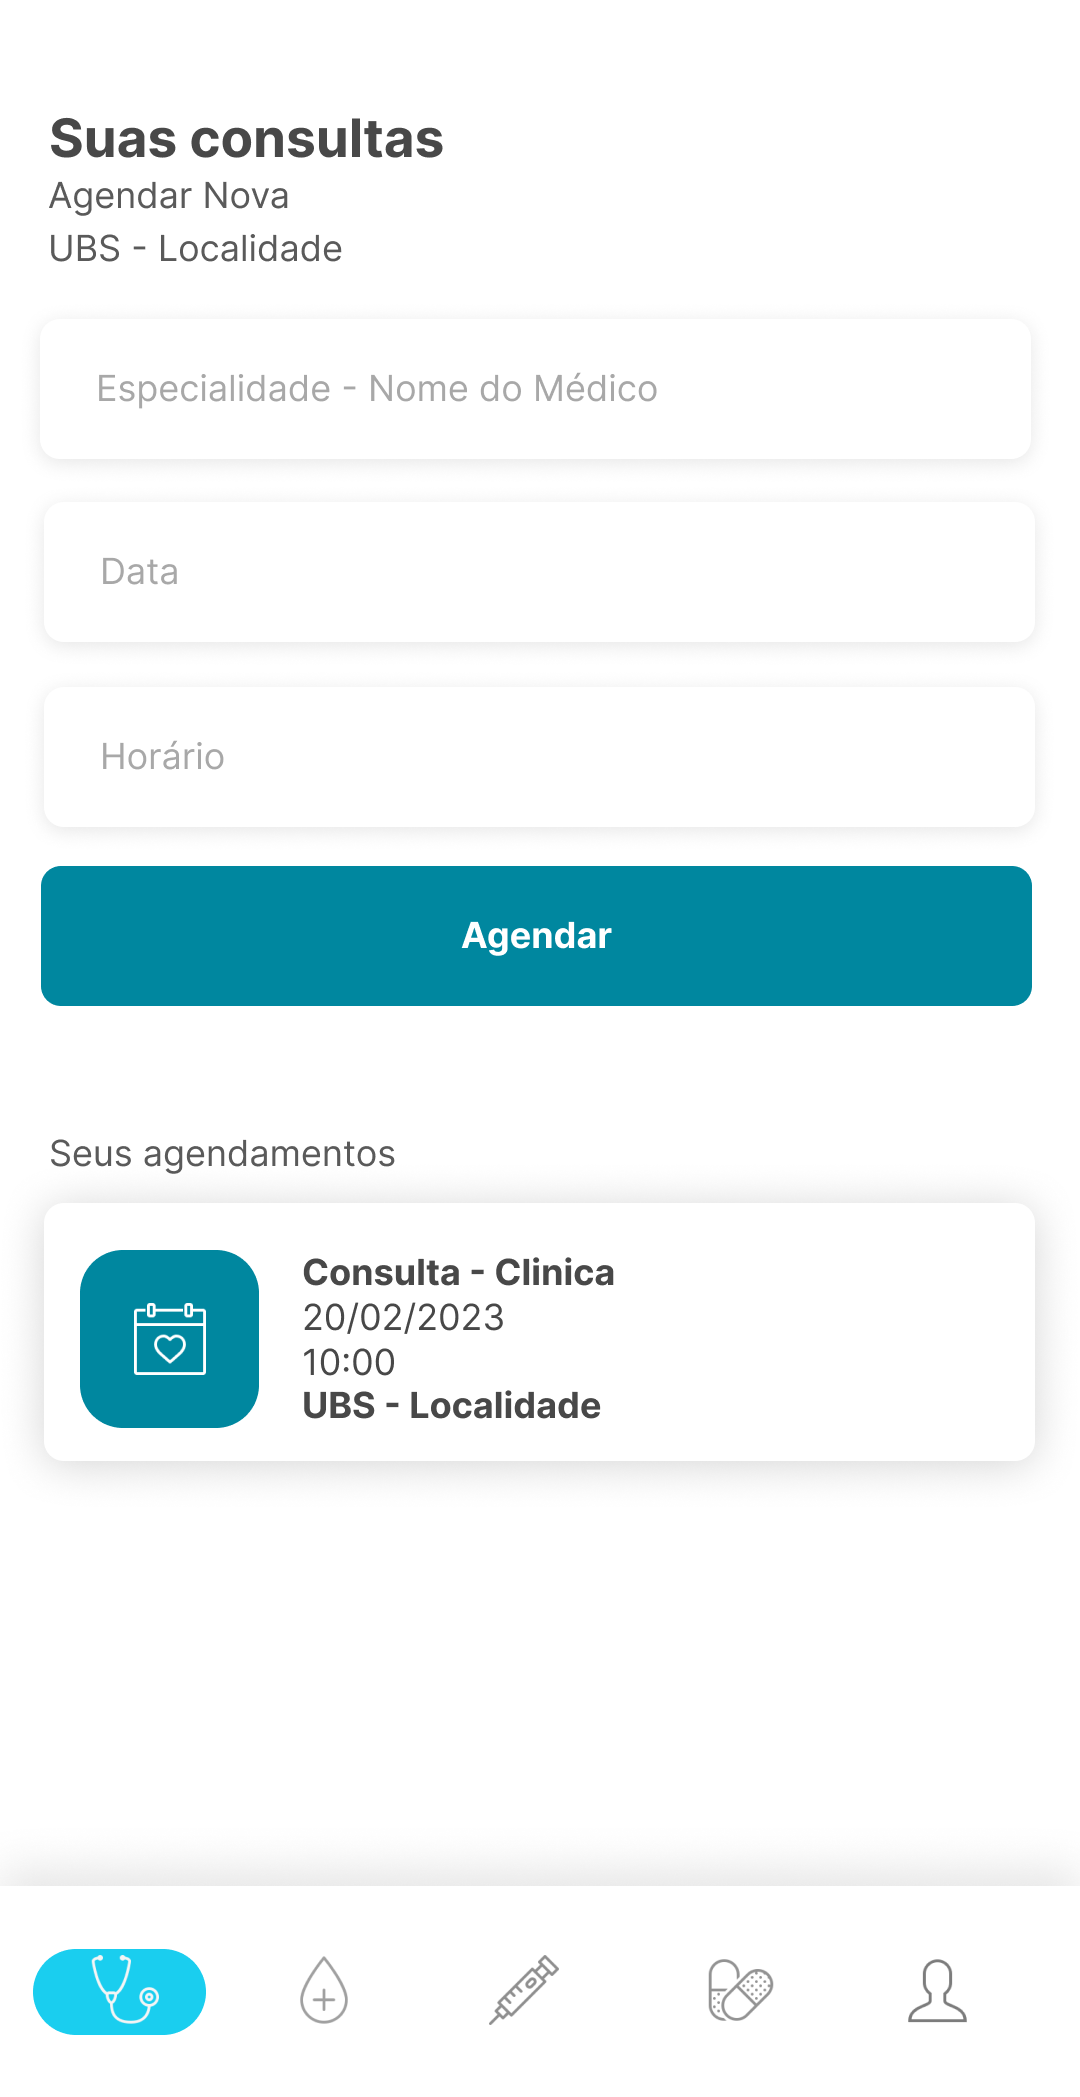 Suas consultas
Agendar Nova
UBS - Localidade
Especialidade - Nome do Médico
Data
Horário
Agendar
Seus agendamentos
Consulta - Clinica
20/02/2023
10:00
UBS - Localidade